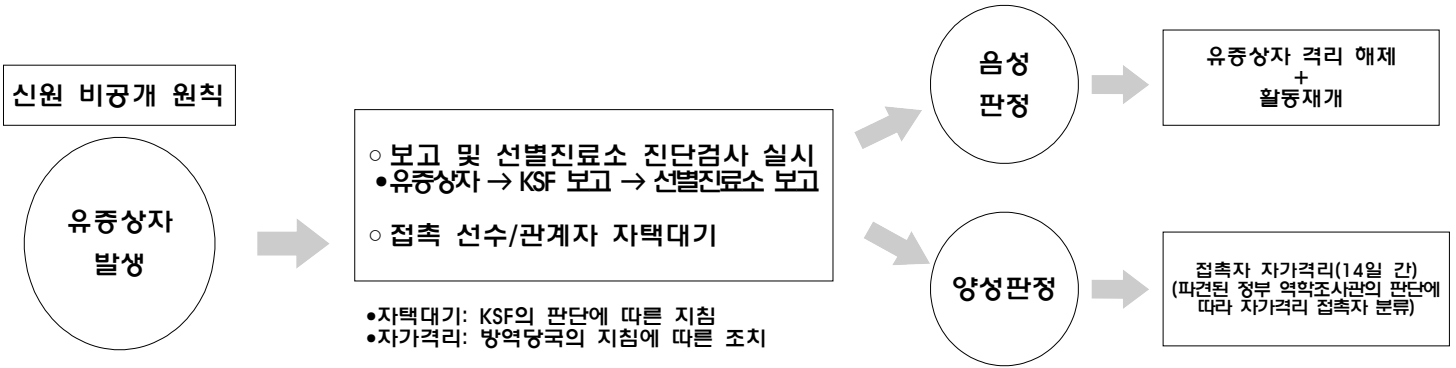 신원 비공개 원칙
유증상자
발생
○ 보고 및 선별진료소 진단검사 실시
●유증상자 → KSF 보고 → 선별진료소 보고
○ 접촉 선수/관계자 자택대기
●자택대기: KSF의 판단에 따른 지침
●자가격리: 방역당국의 지침에 따른 조치
음성
판정
유증상자 격리 해제
+
활동재개
양성판정
접촉자 자가격리(14일 간)
(파견된 정부 역학조사관의 판단에
따라 자가격리 접촉자 분류)